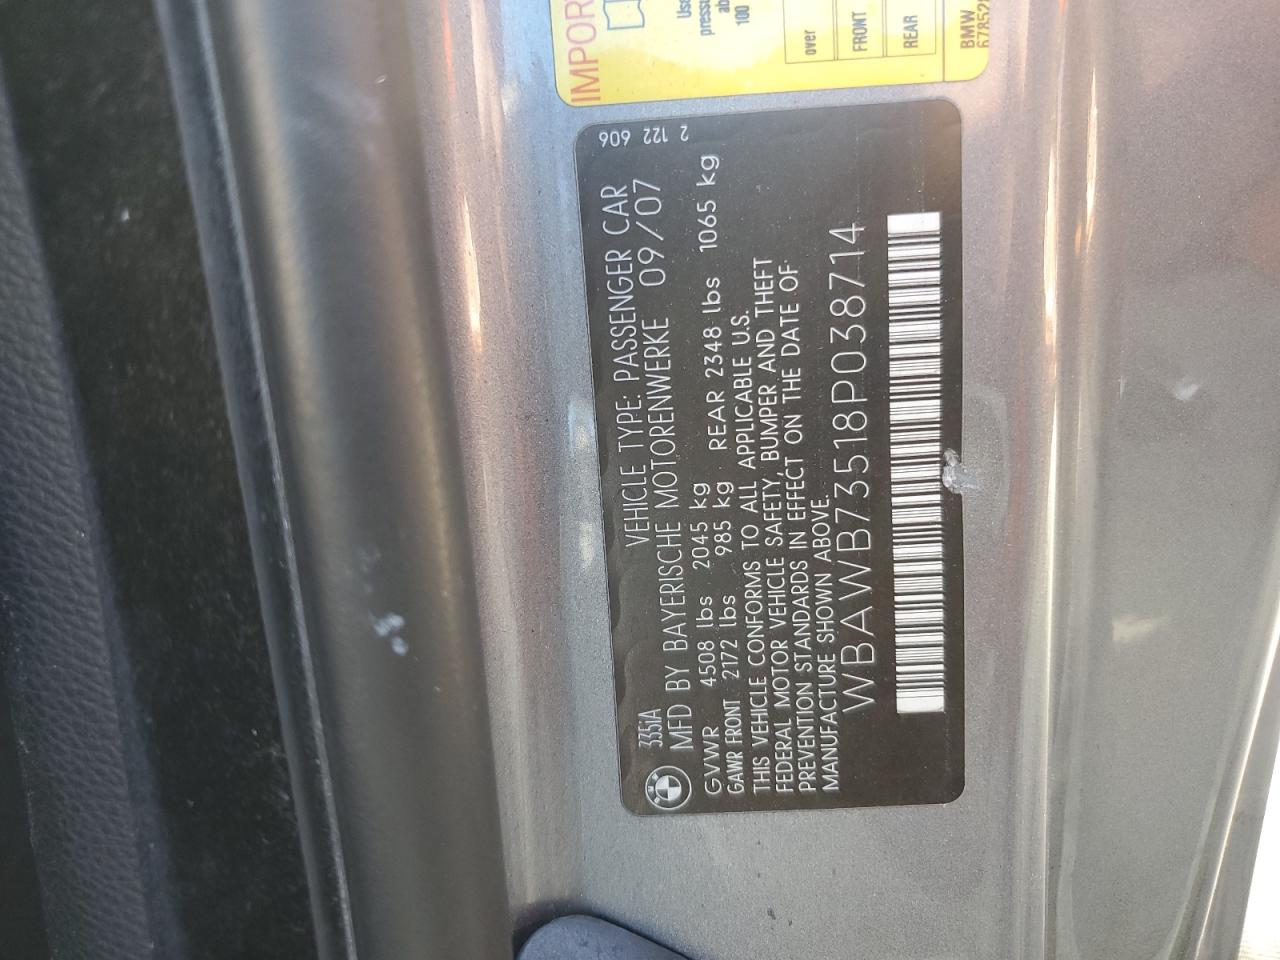 335iA VEHICLE TYPE: PASSENGER CAR
MFD BY BAYERISCHE MOTORENWERKE 09/07
GVWR 4508 lbs 2045 kg
GAWR FRONT 2172 lbs 985 kg REAR 2348 lbs 1065 kg
THIS VEHICLE CONFORMS TO ALL APPLICABLE U.S.
FEDERAL MOTOR VEHICLE SAFETY, BUMPER AND THEFT
PREVENTION STANDARDS IN EFFECT ON THE DATE OF
MANUFACTURE SHOWN ABOVE.
WBAWB73518P038714
2 122 606
over
FRONT
REAR
BMW
100